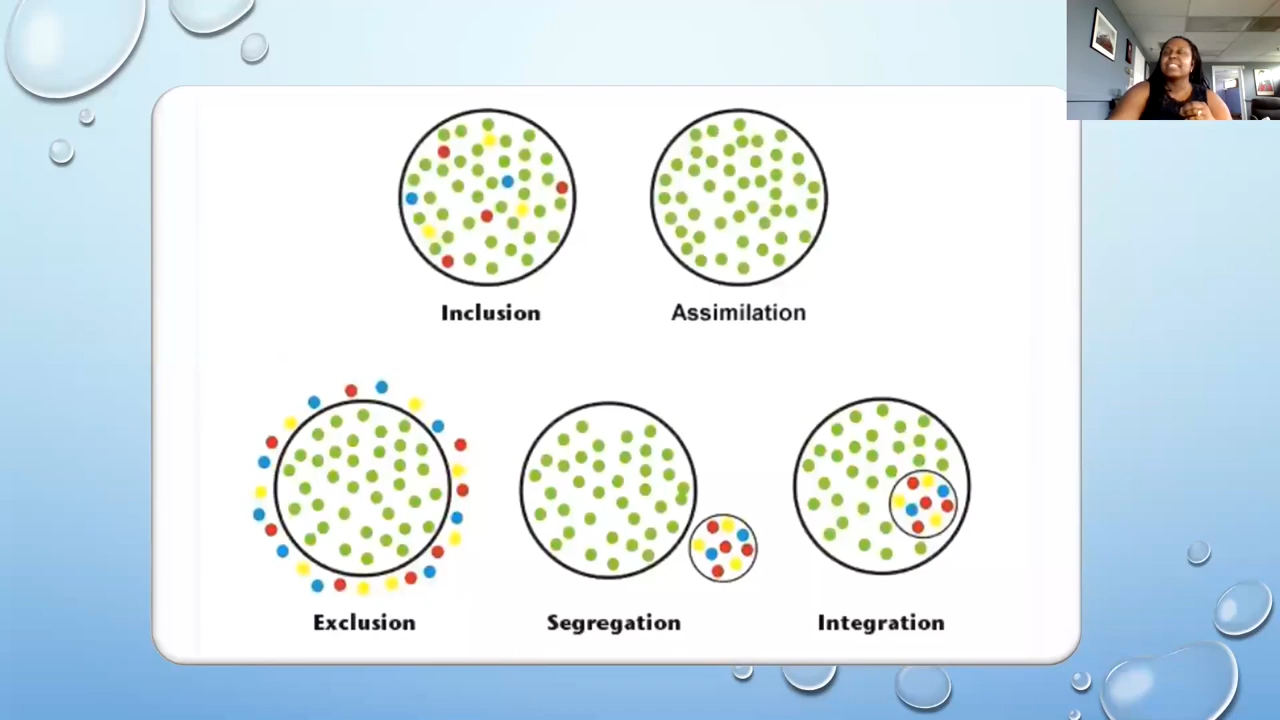 Inclusion
Assimilation
Exclusion
Segregation
Integration